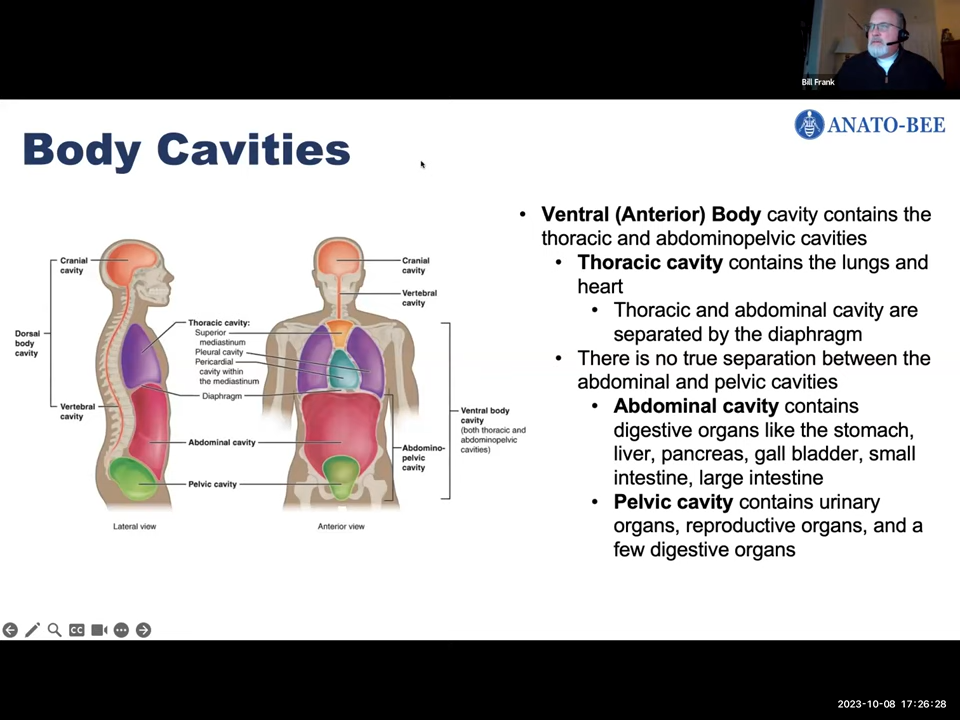 Bill Frank
ANATO-BEE
Body Cavities
Cranial
cavity
Dorsal
body
cavity
Vertebral
cavity
Thoracic cavity:
Superior
mediastinum
Pleural cavity
Pericardial
cavity within
the mediastinum
Diaphragm
Abdominal cavity
Pelvic cavity
Cranial
cavity
Vertebral
cavity
Ventral body
cavity
(both thoracic and
abdominopelvic
cavities)
Abdomino-
pelvic
cavity
Lateral view
Anterior view
• Ventral (Anterior) Body cavity contains the
thoracic and abdominopelvic cavities
• Thoracic cavity contains the lungs and
heart
• Thoracic and abdominal cavity are
separated by the diaphragm
• There is no true separation between the
abdominal and pelvic cavities
• Abdominal cavity contains
digestive organs like the stomach,
liver, pancreas, gall bladder, small
intestine, large intestine
• Pelvic cavity contains urinary
organs, reproductive organs, and a
few digestive organs
CC
2023-10-08 17:26:28